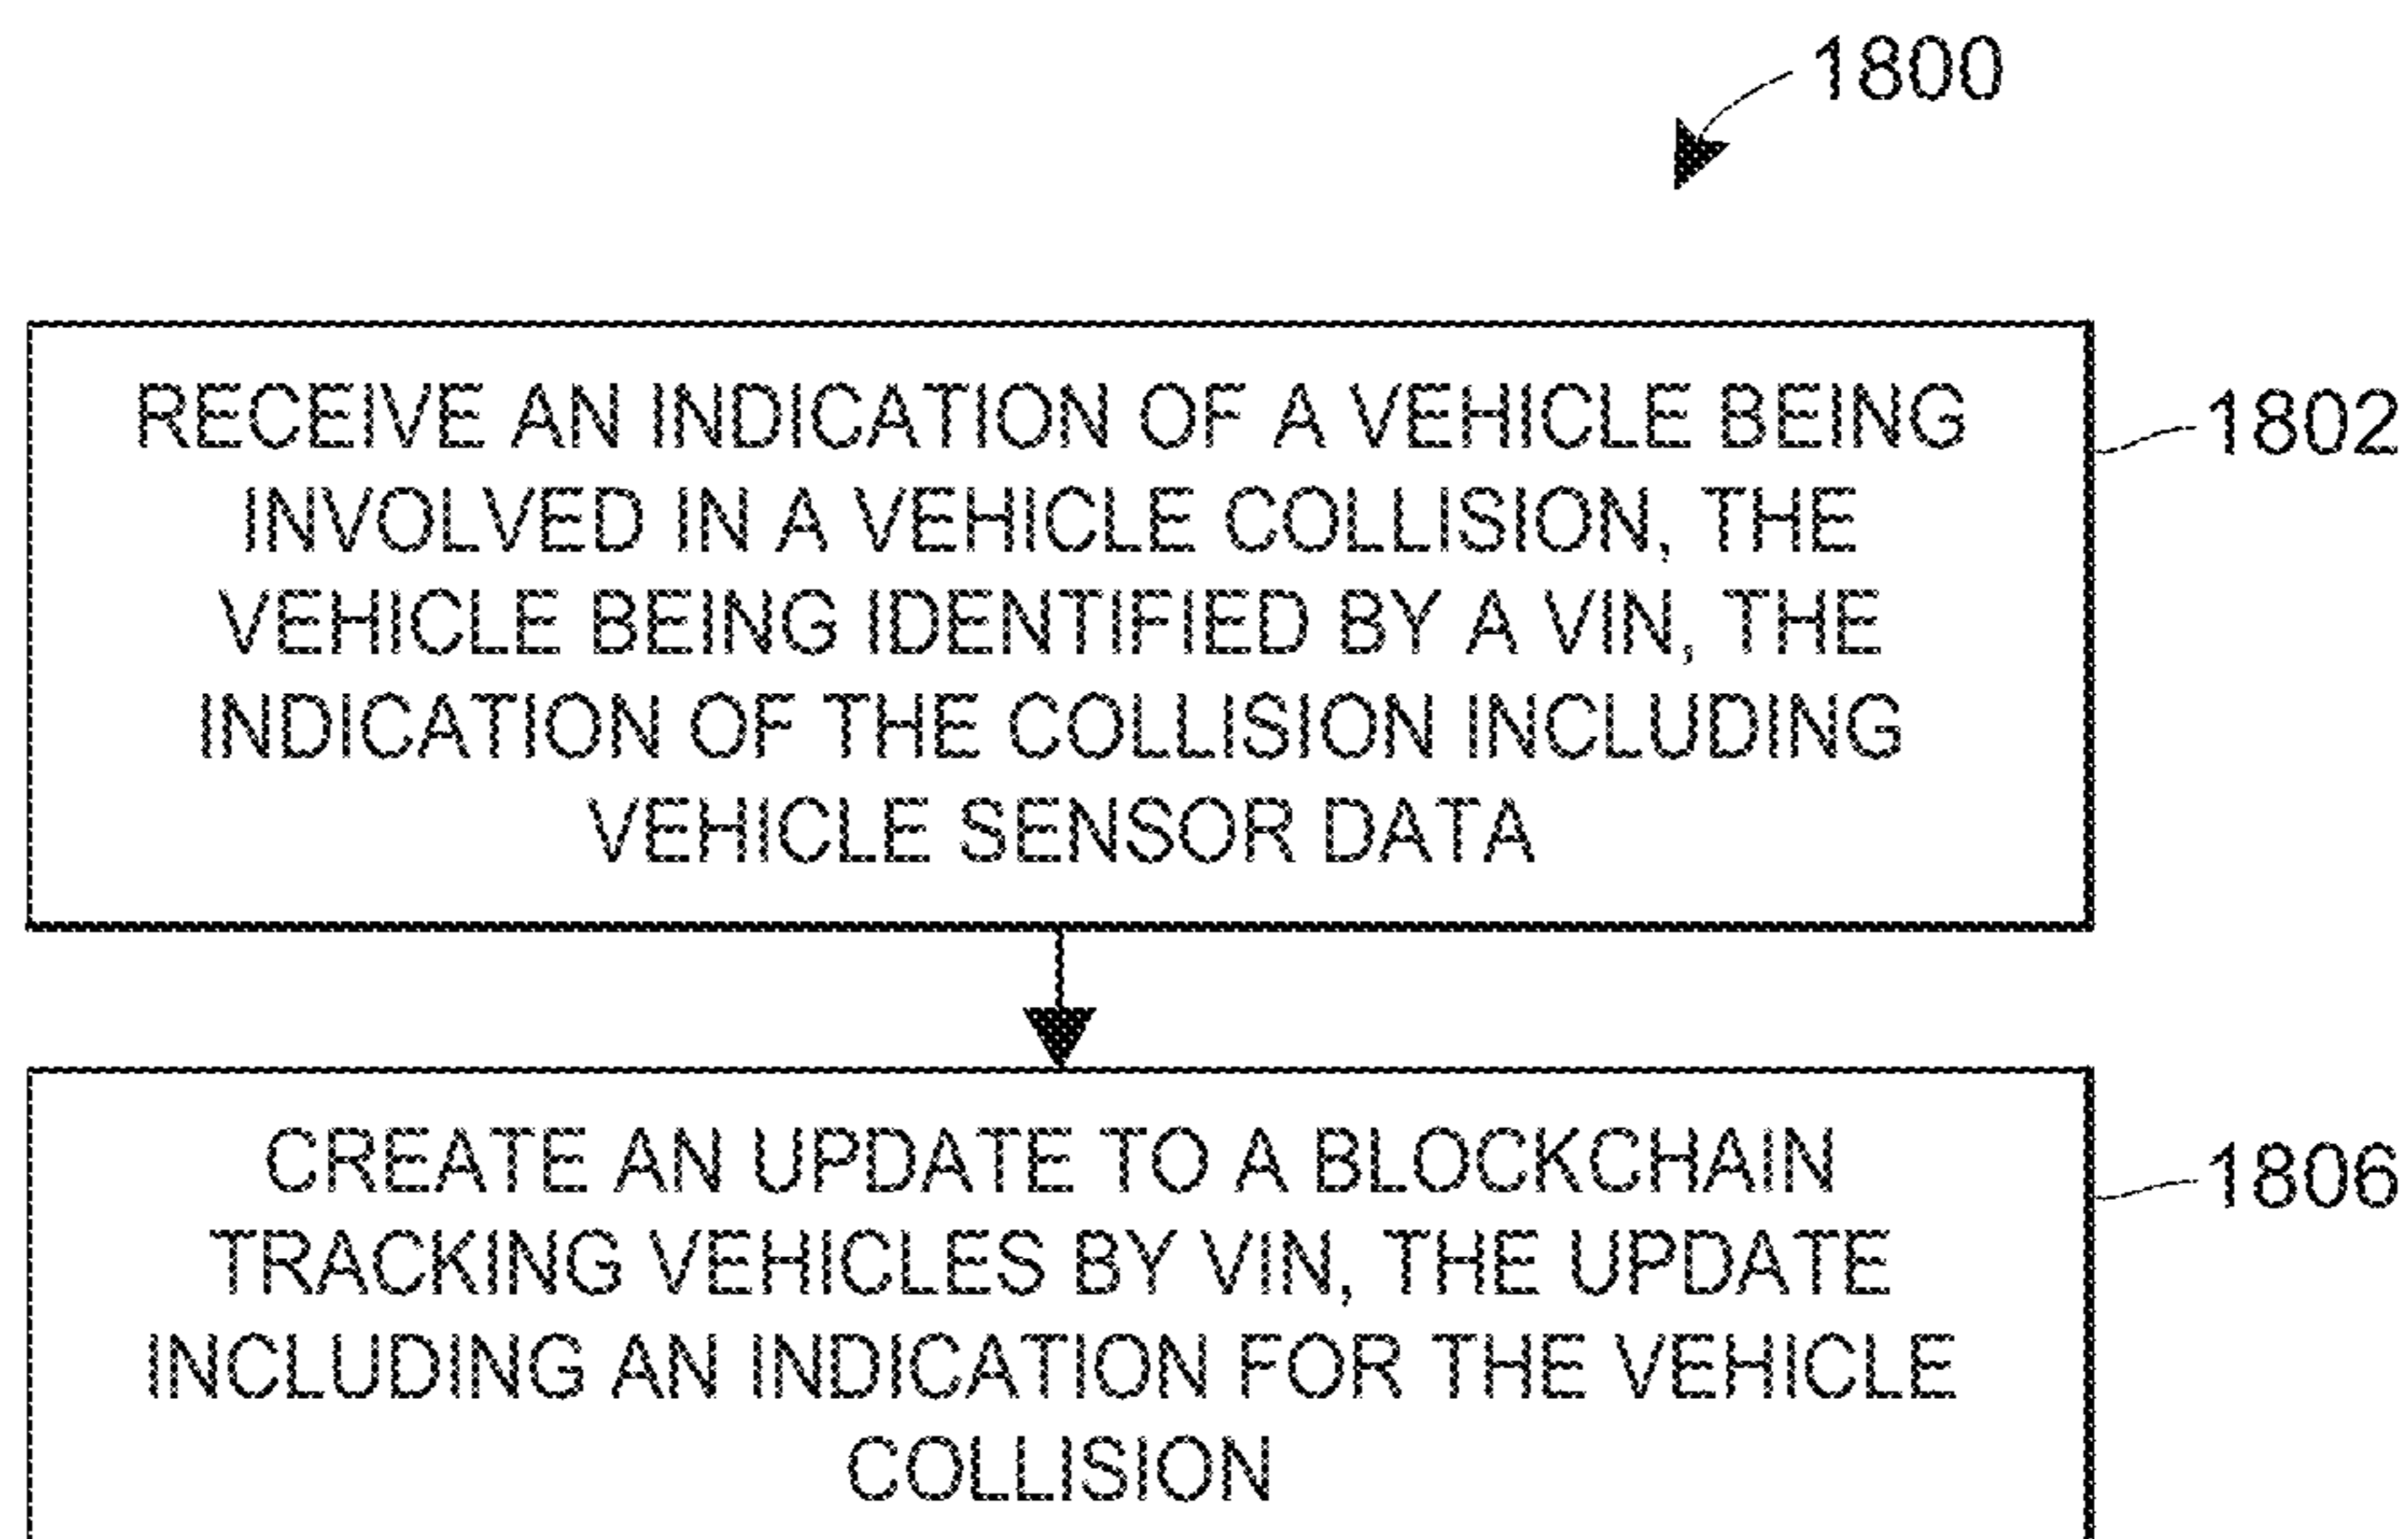 1800
RECEIVE AN INDICATION OF A VEHICLE BEING
INVOLVED IN A VEHICLE COLLISION, THE
VEHICLE BEING IDENTIFIED BY A VIN, THE
INDICATION OF THE COLLISION INCLUDING
VEHICLE SENSOR DATA
1802
CREATE AN UPDATE TO A BLOCKCHAIN
TRACKING VEHICLES BY VIN, THE UPDATE
INCLUDING AN INDICATION FOR THE VEHICLE
COLLISION
1806